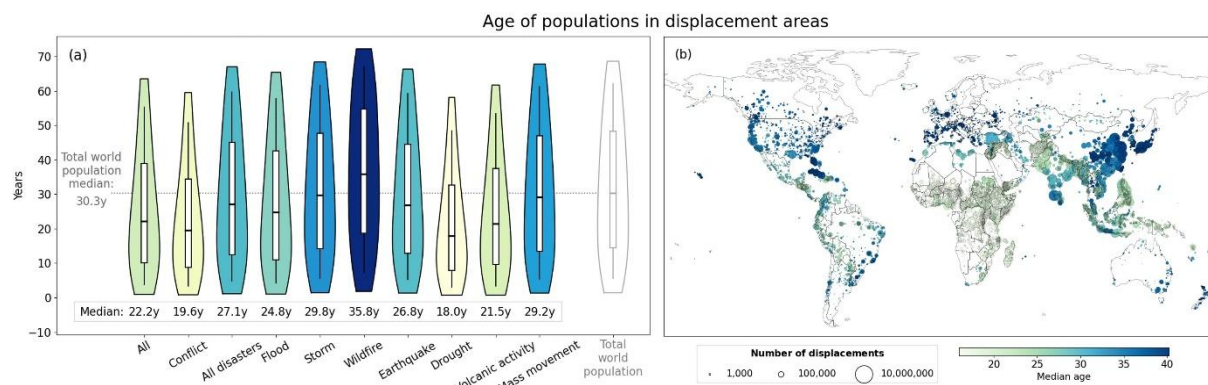 Age of populations in displacement areas
(a)
Years
70
60
50
40
30
20
10
0
−10
Total world
population
median:
30.3y
Median: 22.2y 19.6y 27.1y 24.8y 29.8y 35.8y 26.8y 18.0y 21.5y 29.2y
All
Conflict
All disasters
Flood
Storm
Wildfire
Earthquake
Drought
olcanic activity
Mass movement
Total
world
population
(b)
Number of displacements
1,000 100,000 10,000,000
20 25 30 35 40
Median age